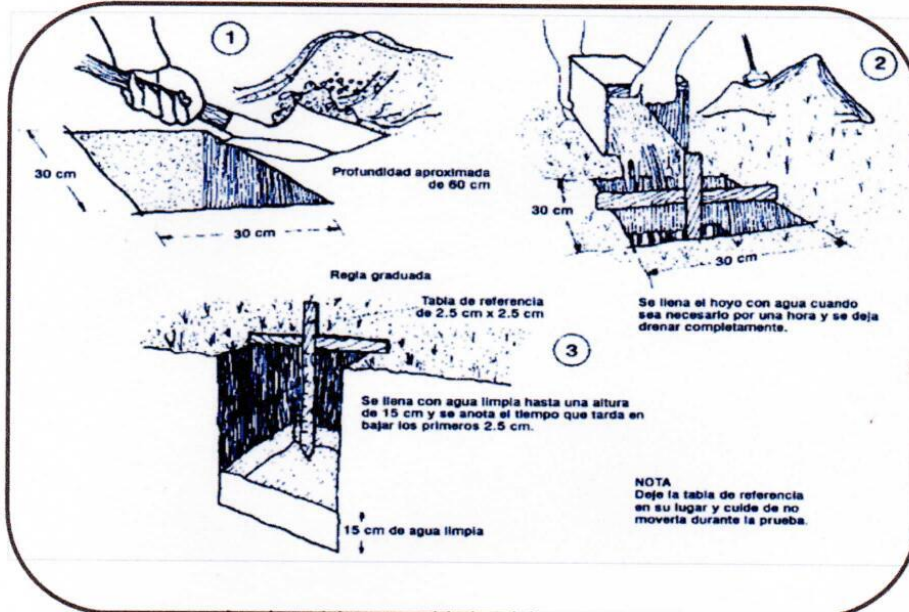 1
30 cm
30 cm
Profundidad aproximada
de 60 cm
2
30 cm
30 cm
Se llena el hoyo con agua cuando
sea necesario por una hora y se deja
drenar completamente.
Regla graduada
Tabla de referencia
de 2.5 cm x 2.5 cm
3
Se llena con agua limpia hasta una altura
de 15 cm y se anota el tiempo que tarda en
bajar los primeros 2.5 cm.
15 cm de agua limpia
NOTA
Deje la tabla de referencia
en su lugar y cuide de no
moverla durante la prueba.